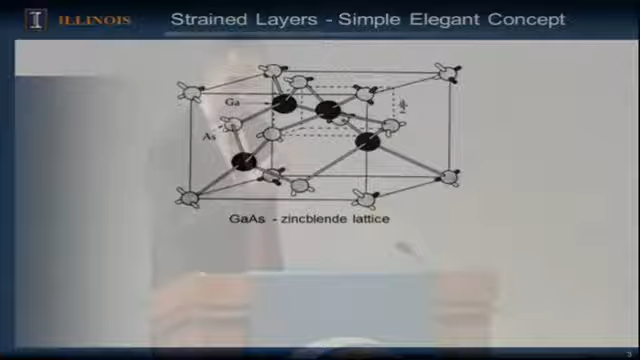 I ILLINOIS
Strained Layers - Simple Elegant Concept
Ga
As
GaAs - zincblende lattice